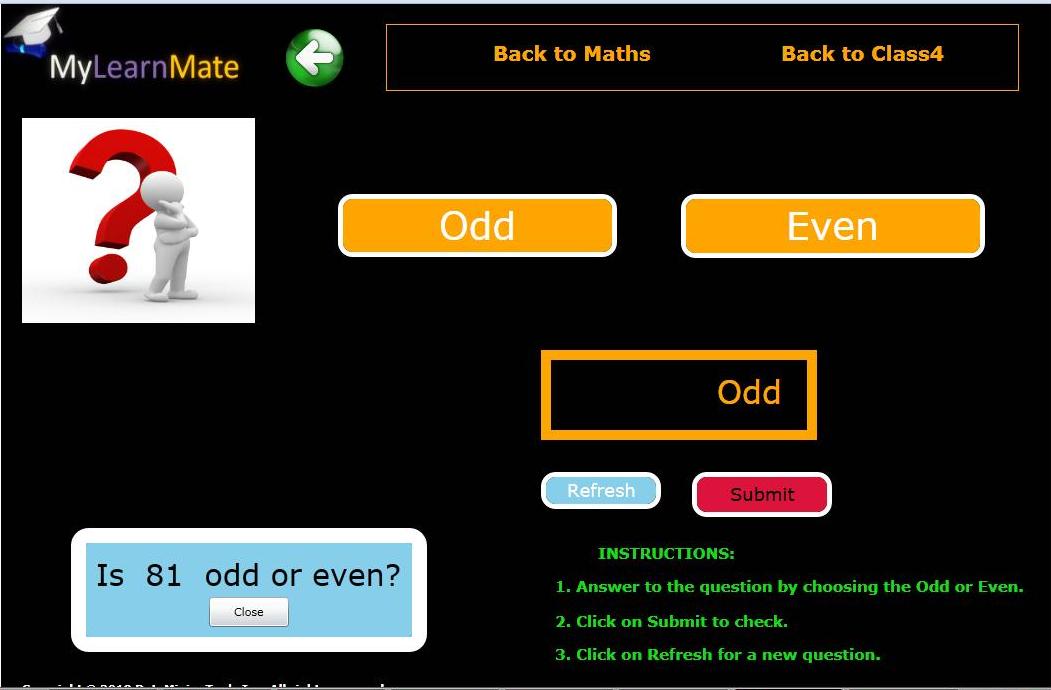 MyLearnMate
Back to Maths Back to Class4
Odd Even
Odd
Refresh Submit
Is 81 odd or even?
Close
INSTRUCTIONS:
1. Answer to the question by choosing the Odd or Even.
2. Click on Submit to check.
3. Click on Refresh for a new question.